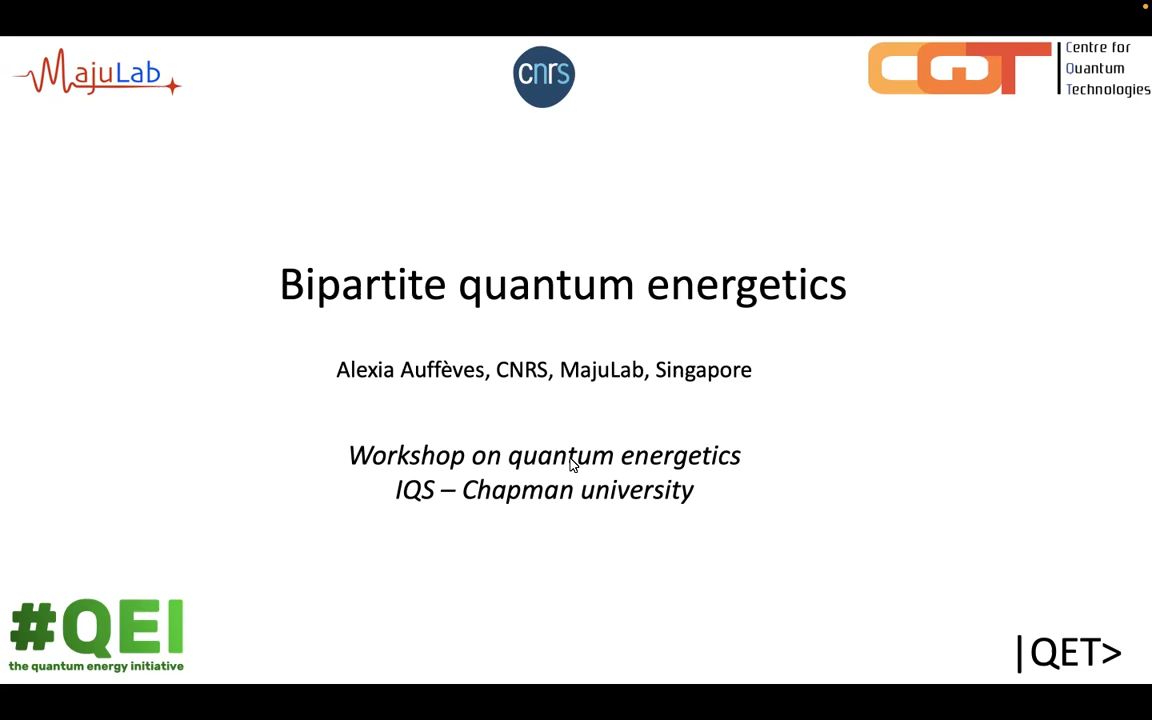 MajuLab
cnrs
CQT
Centre for
Quantum
Technologies
Bipartite quantum energetics
Alexia Auffèves, CNRS, MajuLab, Singapore
Workshop on quantum energetics
IQS – Chapman university
#QEI
the quantum energy initiative
|QET>